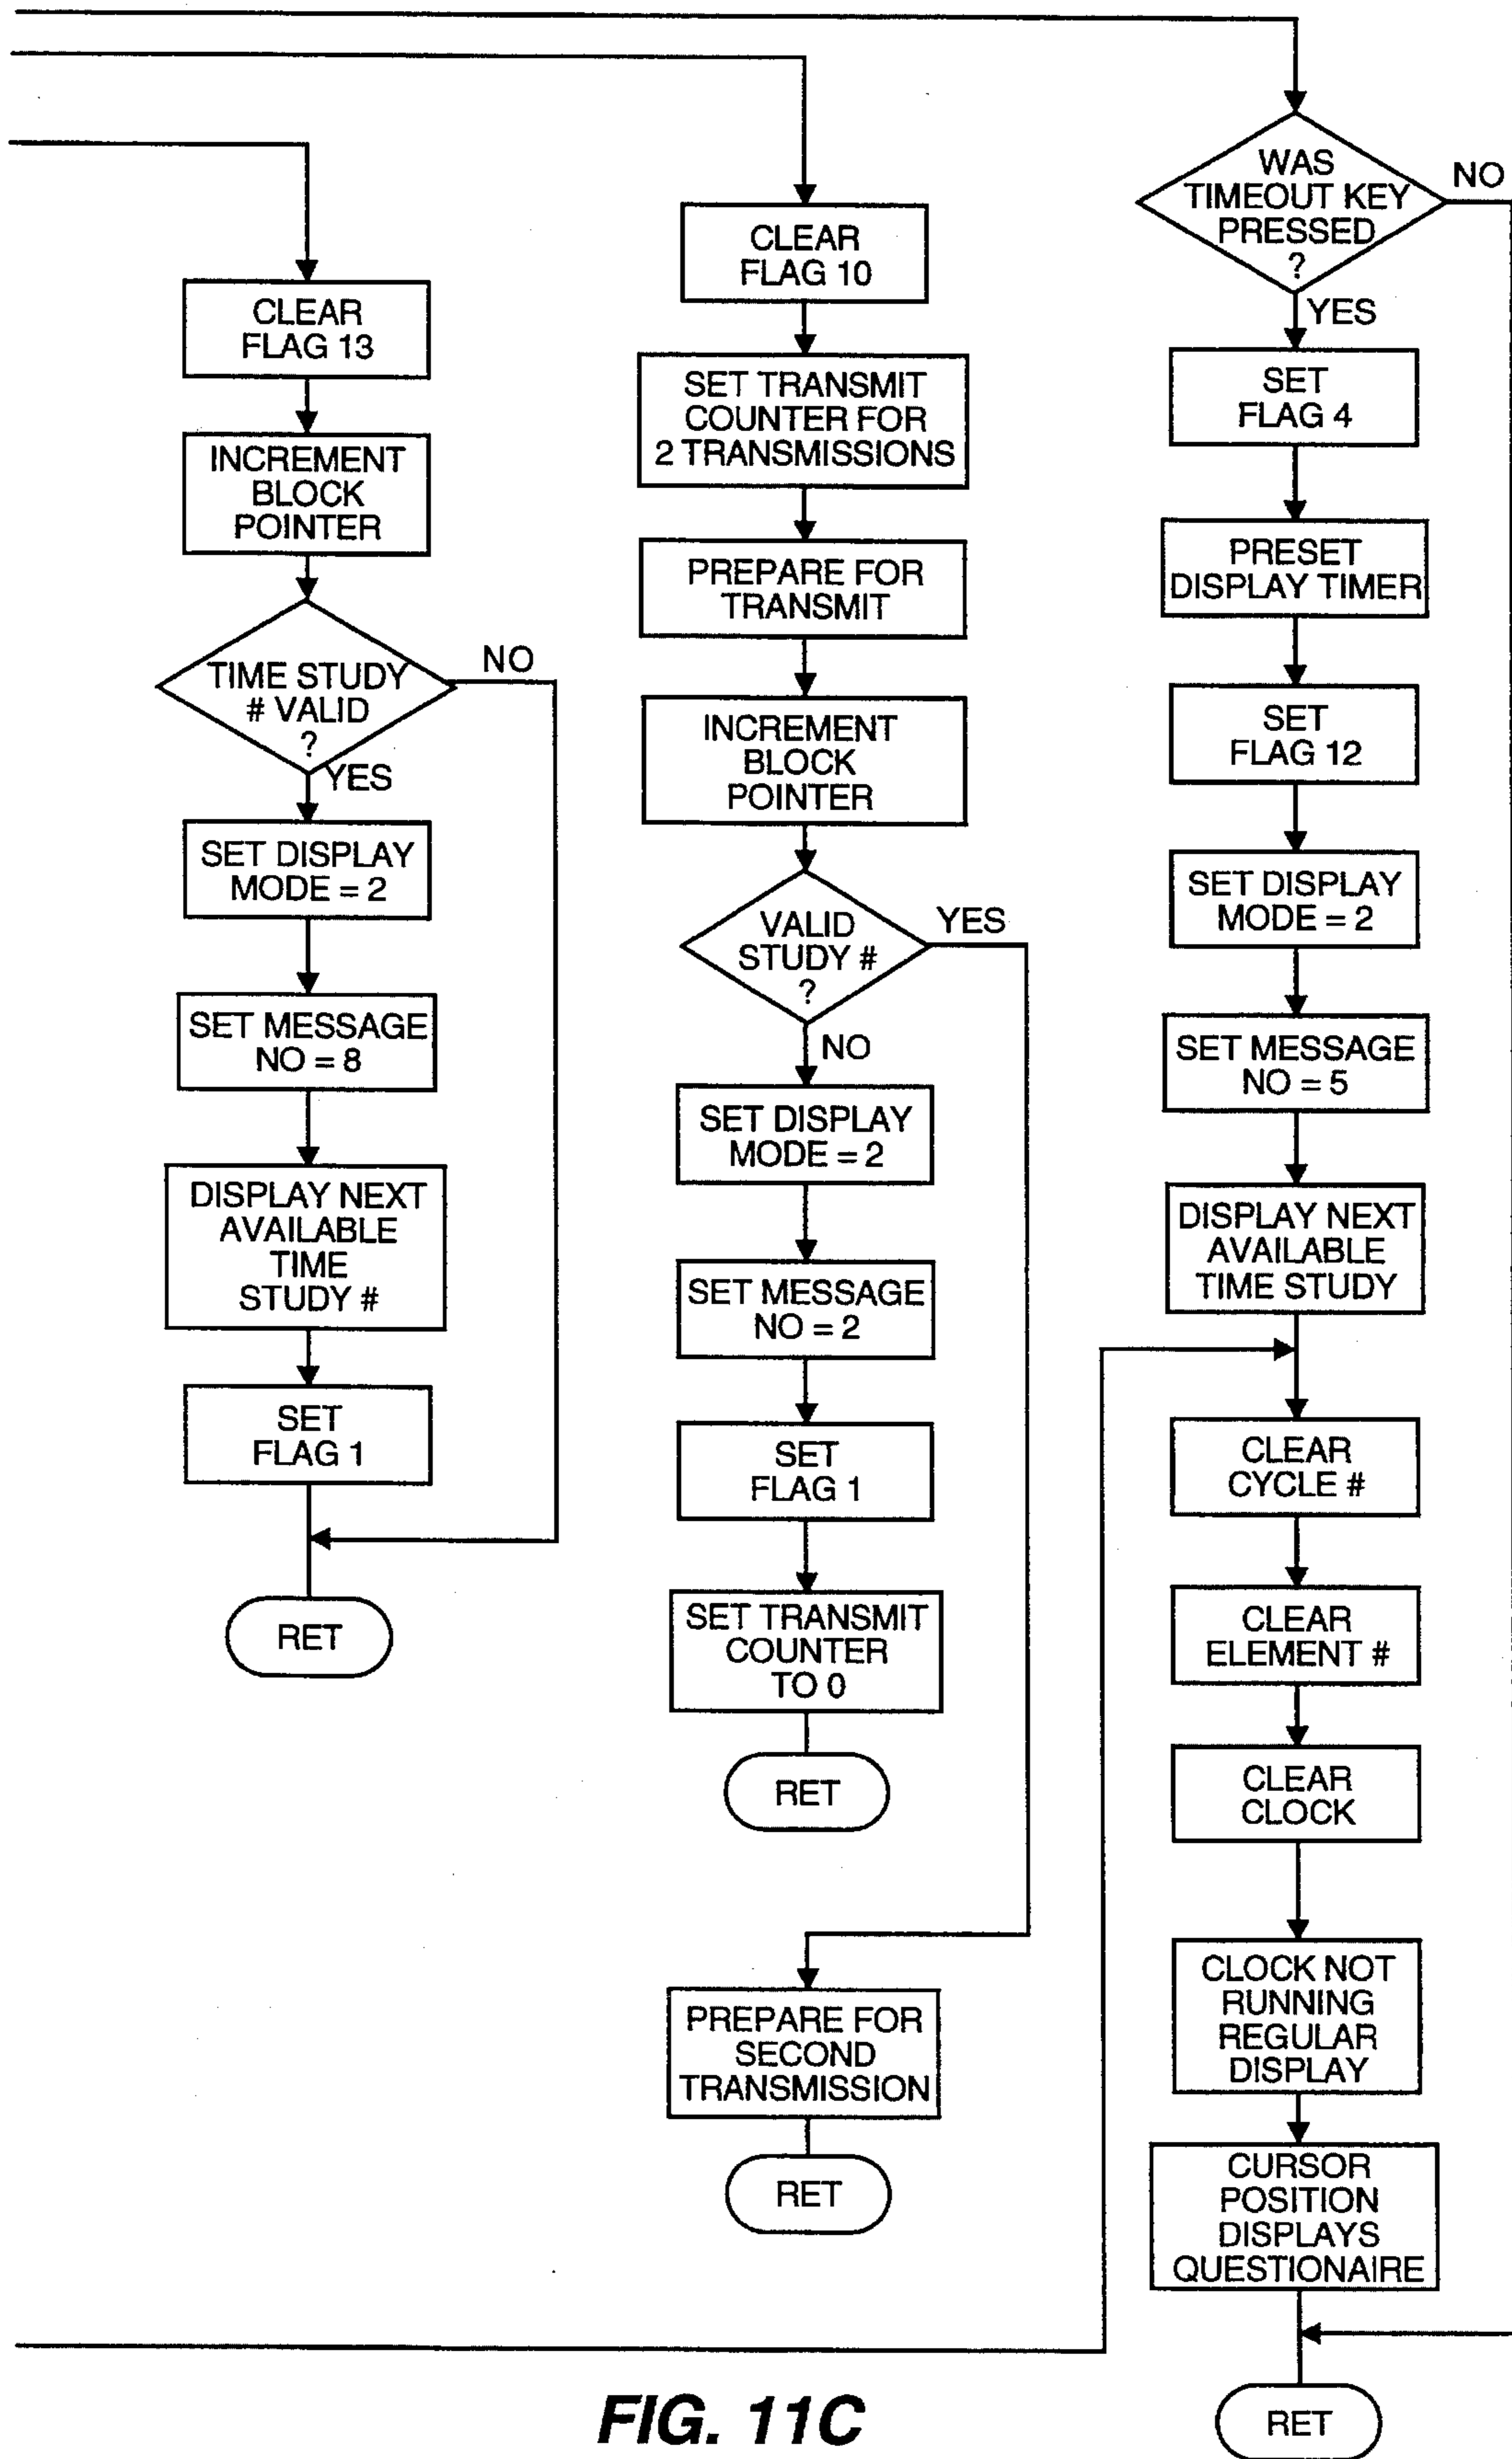 CLEAR
FLAG 13
INCREMENT
BLOCK
POINTER
TIME STUDY
# VALID
?
NO
YES
SET DISPLAY
MODE = 2
SET MESSAGE
NO = 8
DISPLAY NEXT
AVAILABLE
TIME
STUDY #
SET
FLAG 1
RET
CLEAR
FLAG 10
SET TRANSMIT
COUNTER FOR
2 TRANSMISSIONS
PREPARE FOR
TRANSMIT
INCREMENT
BLOCK
POINTER
VALID
STUDY #
?
YES
NO
SET DISPLAY
MODE = 2
SET MESSAGE
NO = 2
SET
FLAG 1
SET TRANSMIT
COUNTER
TO 0
RET
PREPARE FOR
SECOND
TRANSMISSION
RET
WAS
TIMEOUT KEY
PRESSED
?
NO
YES
SET
FLAG 4
PRESET
DISPLAY TIMER
SET
FLAG 12
SET DISPLAY
MODE = 2
SET MESSAGE
NO = 5
DISPLAY NEXT
AVAILABLE
TIME STUDY
CLEAR
CYCLE #
CLEAR
ELEMENT #
CLEAR
CLOCK
CLOCK NOT
RUNNING
REGULAR
DISPLAY
CURSOR
POSITION
DISPLAYS
QUESTIONAIRE
RET
FIG. 11C